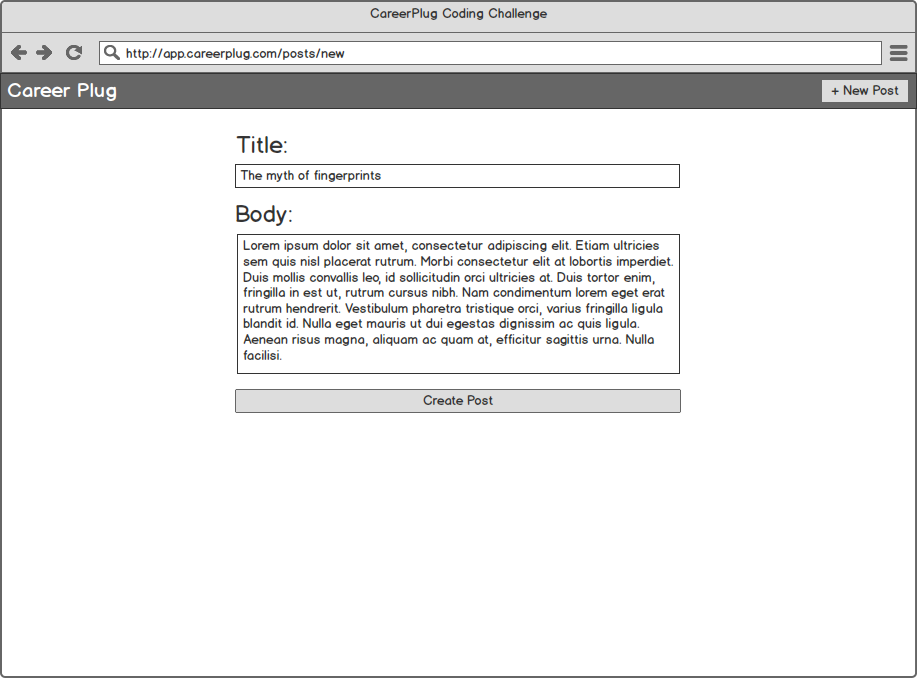 CareerPlug Coding Challenge
http://app.careerplug.com/posts/new
Career Plug
+ New Post
Title:
The myth of fingerprints
Body:
Lorem ipsum dolor sit amet, consectetur adipiscing elit. Etiam ultricies
sem quis nisl placerat rutrum. Morbi consectetur elit at lobortis imperdiet.
Duis mollis convallis leo, id sollicitudin orci ultricies at. Duis tortor enim,
fringilla in est ut, rutrum cursus nibh. Nam condimentum lorem eget erat
rutrum hendrerit. Vestibulum pharetra tristique orci, varius fringilla ligula
blandit id. Nulla eget mauris ut dui egestas dignissim ac quis ligula.
Aenean risus magna, aliquam ac quam at, efficitur sagittis urna. Nulla
facilisi.
Create Post